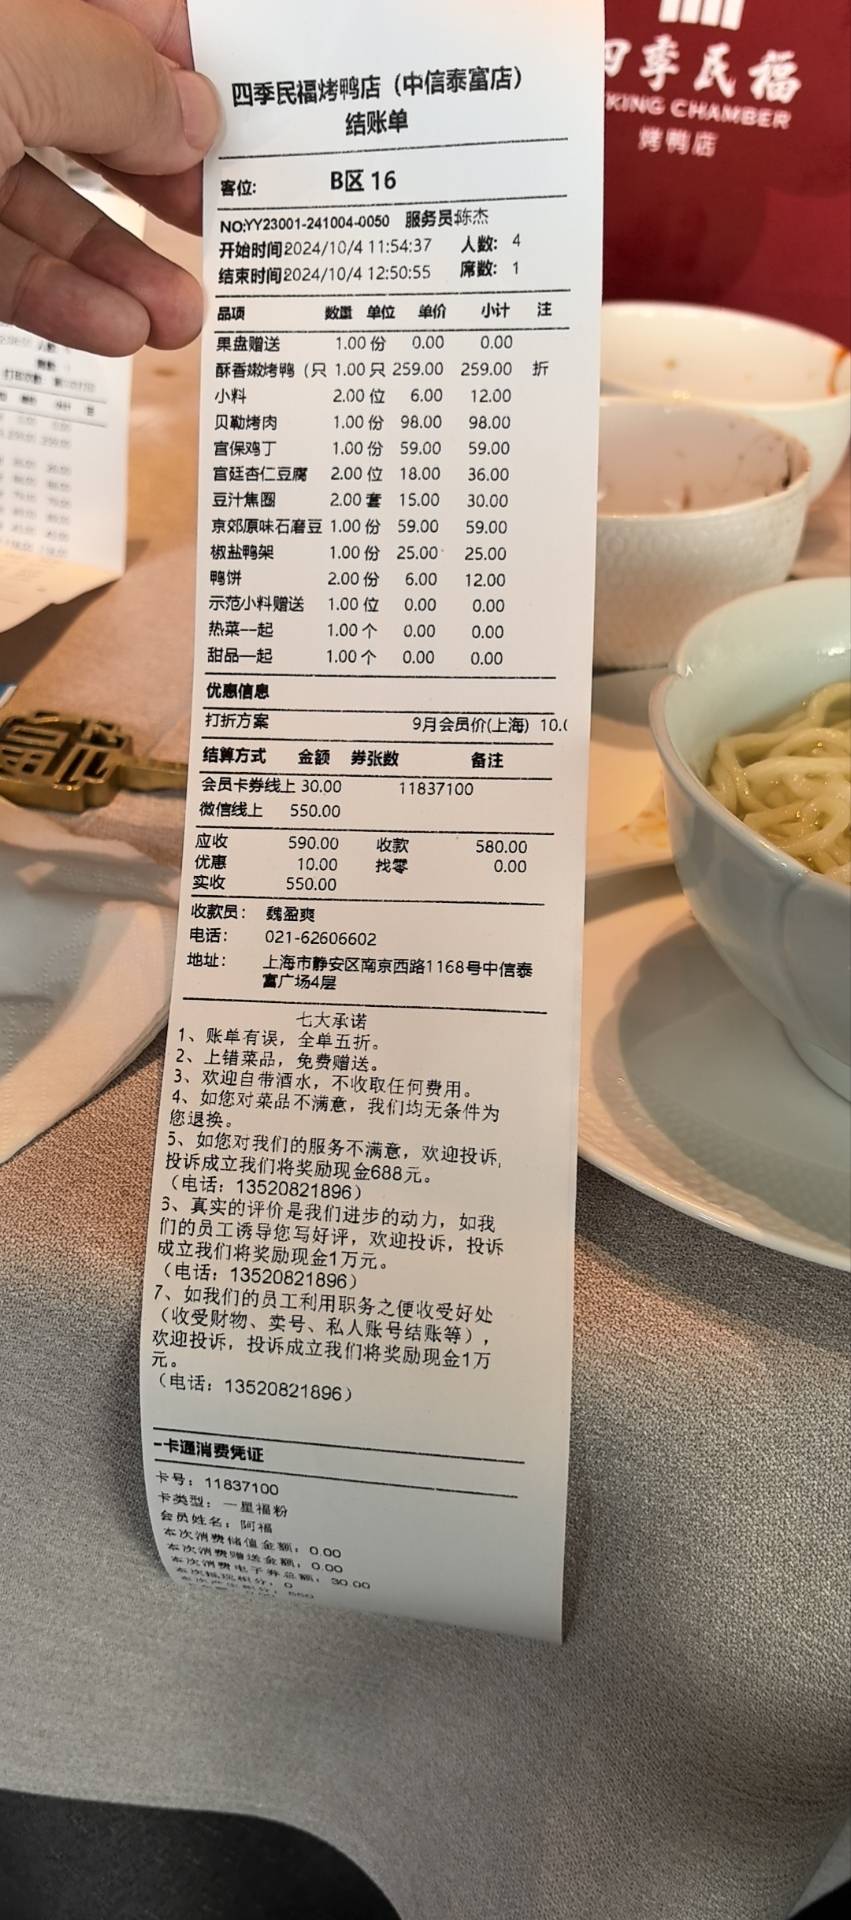 四季民福
KING CHAMBER
烤鸭店
四季民福烤鸭店（中信泰富店）
结账单
客位: B区 16
NO:YY23001-241004-0050 服务员:陈杰
开始时间2024/10/4 11:54:37 人数: 4
结束时间2024/10/4 12:50:55 席数: 1
品项 数量 单位 单价 小计 注
果盘赠送 1.00 份 0.00 0.00
酥香嫩烤鸭（只 1.00 只 259.00 259.00 折
小料 2.00 位 6.00 12.00
贝勒烤肉 1.00 份 98.00 98.00
宫保鸡丁 1.00 份 59.00 59.00
宫廷杏仁豆腐 2.00 位 18.00 36.00
豆汁焦圈 2.00 套 15.00 30.00
京郊原味石磨豆 1.00 份 59.00 59.00
椒盐鸭架 1.00 份 25.00 25.00
鸭饼 2.00 份 6.00 12.00
示范小料赠送 1.00 位 0.00 0.00
热菜--起 1.00 个 0.00 0.00
甜品—起 1.00 个 0.00 0.00
优惠信息
打折方案 9月会员价(上海) 10.0
结算方式 金额 券张数 备注
会员卡券线上 30.00 11837100
微信线上 550.00
应收 590.00 收款 580.00
优惠 10.00 找零 0.00
实收 550.00
收款员: 魏盈爽
电话: 021-62606602
地址: 上海市静安区南京西路1168号中信泰
富广场4层
七大承诺
1、账单有误，全单五折。
2、上错菜品，免费赠送。
3、欢迎自带酒水，不收取任何费用。
4、如您对菜品不满意，我们均无条件为
您退换。
5、如您对我们的服务不满意，欢迎投诉,
投诉成立我们将奖励现金688元。
（电话：13520821896）
6、真实的评价是我们进步的动力，如我
们的员工诱导您写好评，欢迎投诉，投诉
成立我们将奖励现金1万元。
（电话：13520821896）
7、如我们的员工利用职务之便收受好处
（收受财物、卖号、私人账号结账等），
欢迎投诉，投诉成立我们将奖励现金1万
元。
（电话：13520821896）
一卡通消费凭证
卡号：11837100
卡类型：一星福粉
会员姓名：阿福
本次消费储值金额：0.00
本次消费赠送金额：0.00
本次消费电子券总额：30.00